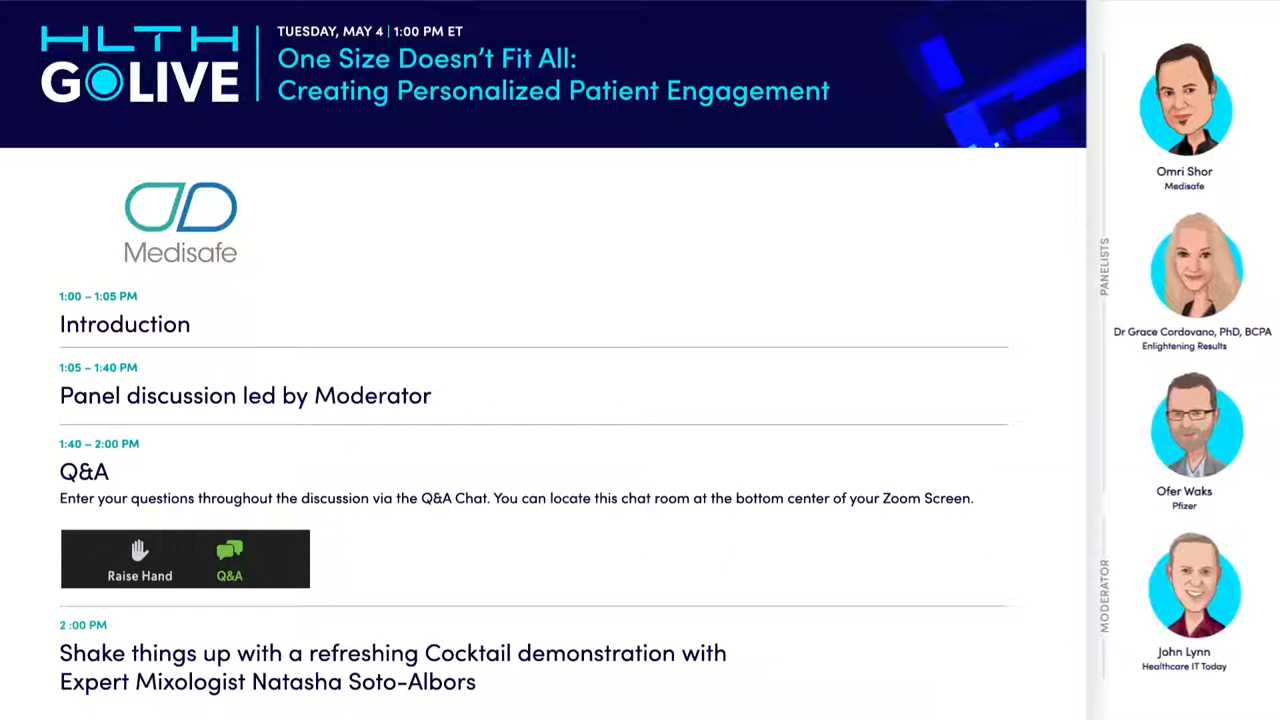 HLTH
GOLIVE
TUESDAY, MAY 4 | 1:00 PM ET
One Size Doesn't Fit All:
Creating Personalized Patient Engagement
Medisafe
1:00 – 1:05 PM
Introduction
1:05 – 1:40 PM
Panel discussion led by Moderator
1:40 – 2:00 PM
Q&A
Enter your questions throughout the discussion via the Q&A Chat. You can locate this chat room at the bottom center of your Zoom Screen.
Raise Hand
Q&A
2 :00 PM
Shake things up with a refreshing Cocktail demonstration with
Expert Mixologist Natasha Soto-Albors
PANELISTS
Omri Shor
Medisafe
Dr Grace Cordovano, PhD, BCPA
Enlightening Results
Ofer Waks
Pfizer
MODERATOR
John Lynn
Healthcare IT Today